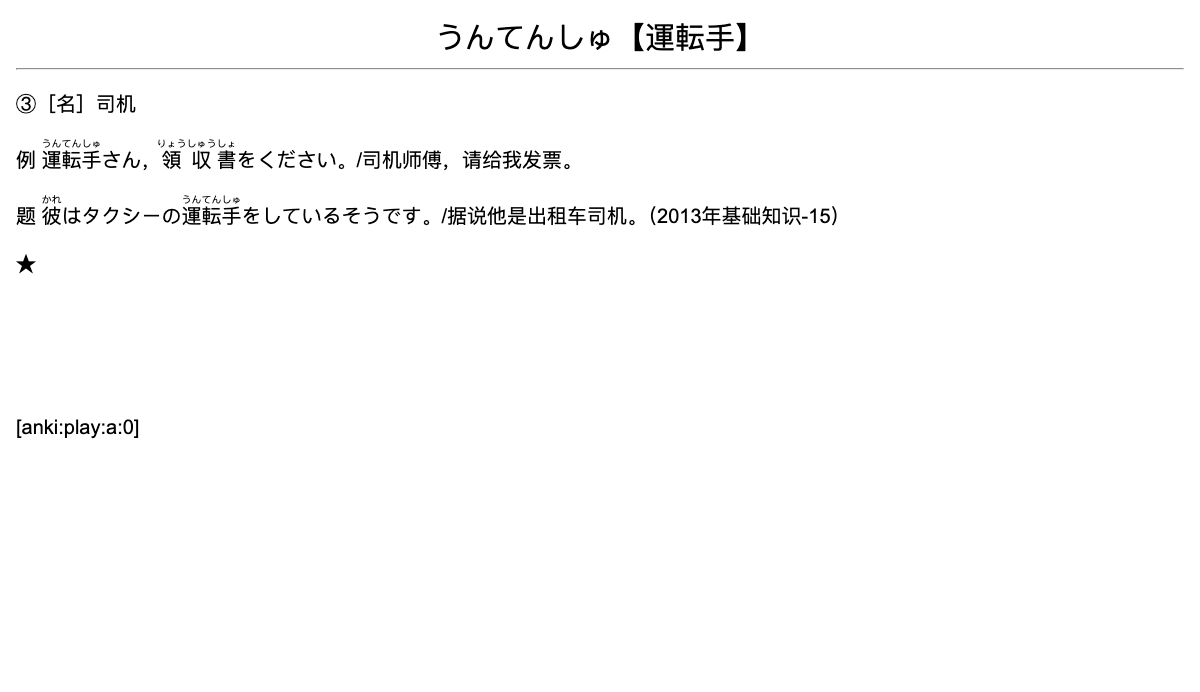 うんてんしゅ【運転手】
③［名］司机
うんてんしゅ りょうしゅうしょ
例 運転手さん，領収書をください。/司机师傅，请给我发票。
かれ うんてんしゅ
题 彼はタクシーの運転手をしているそうです。/据说他是出租车司机。（2013年基础知识-15）
★
[anki:play:a:0]